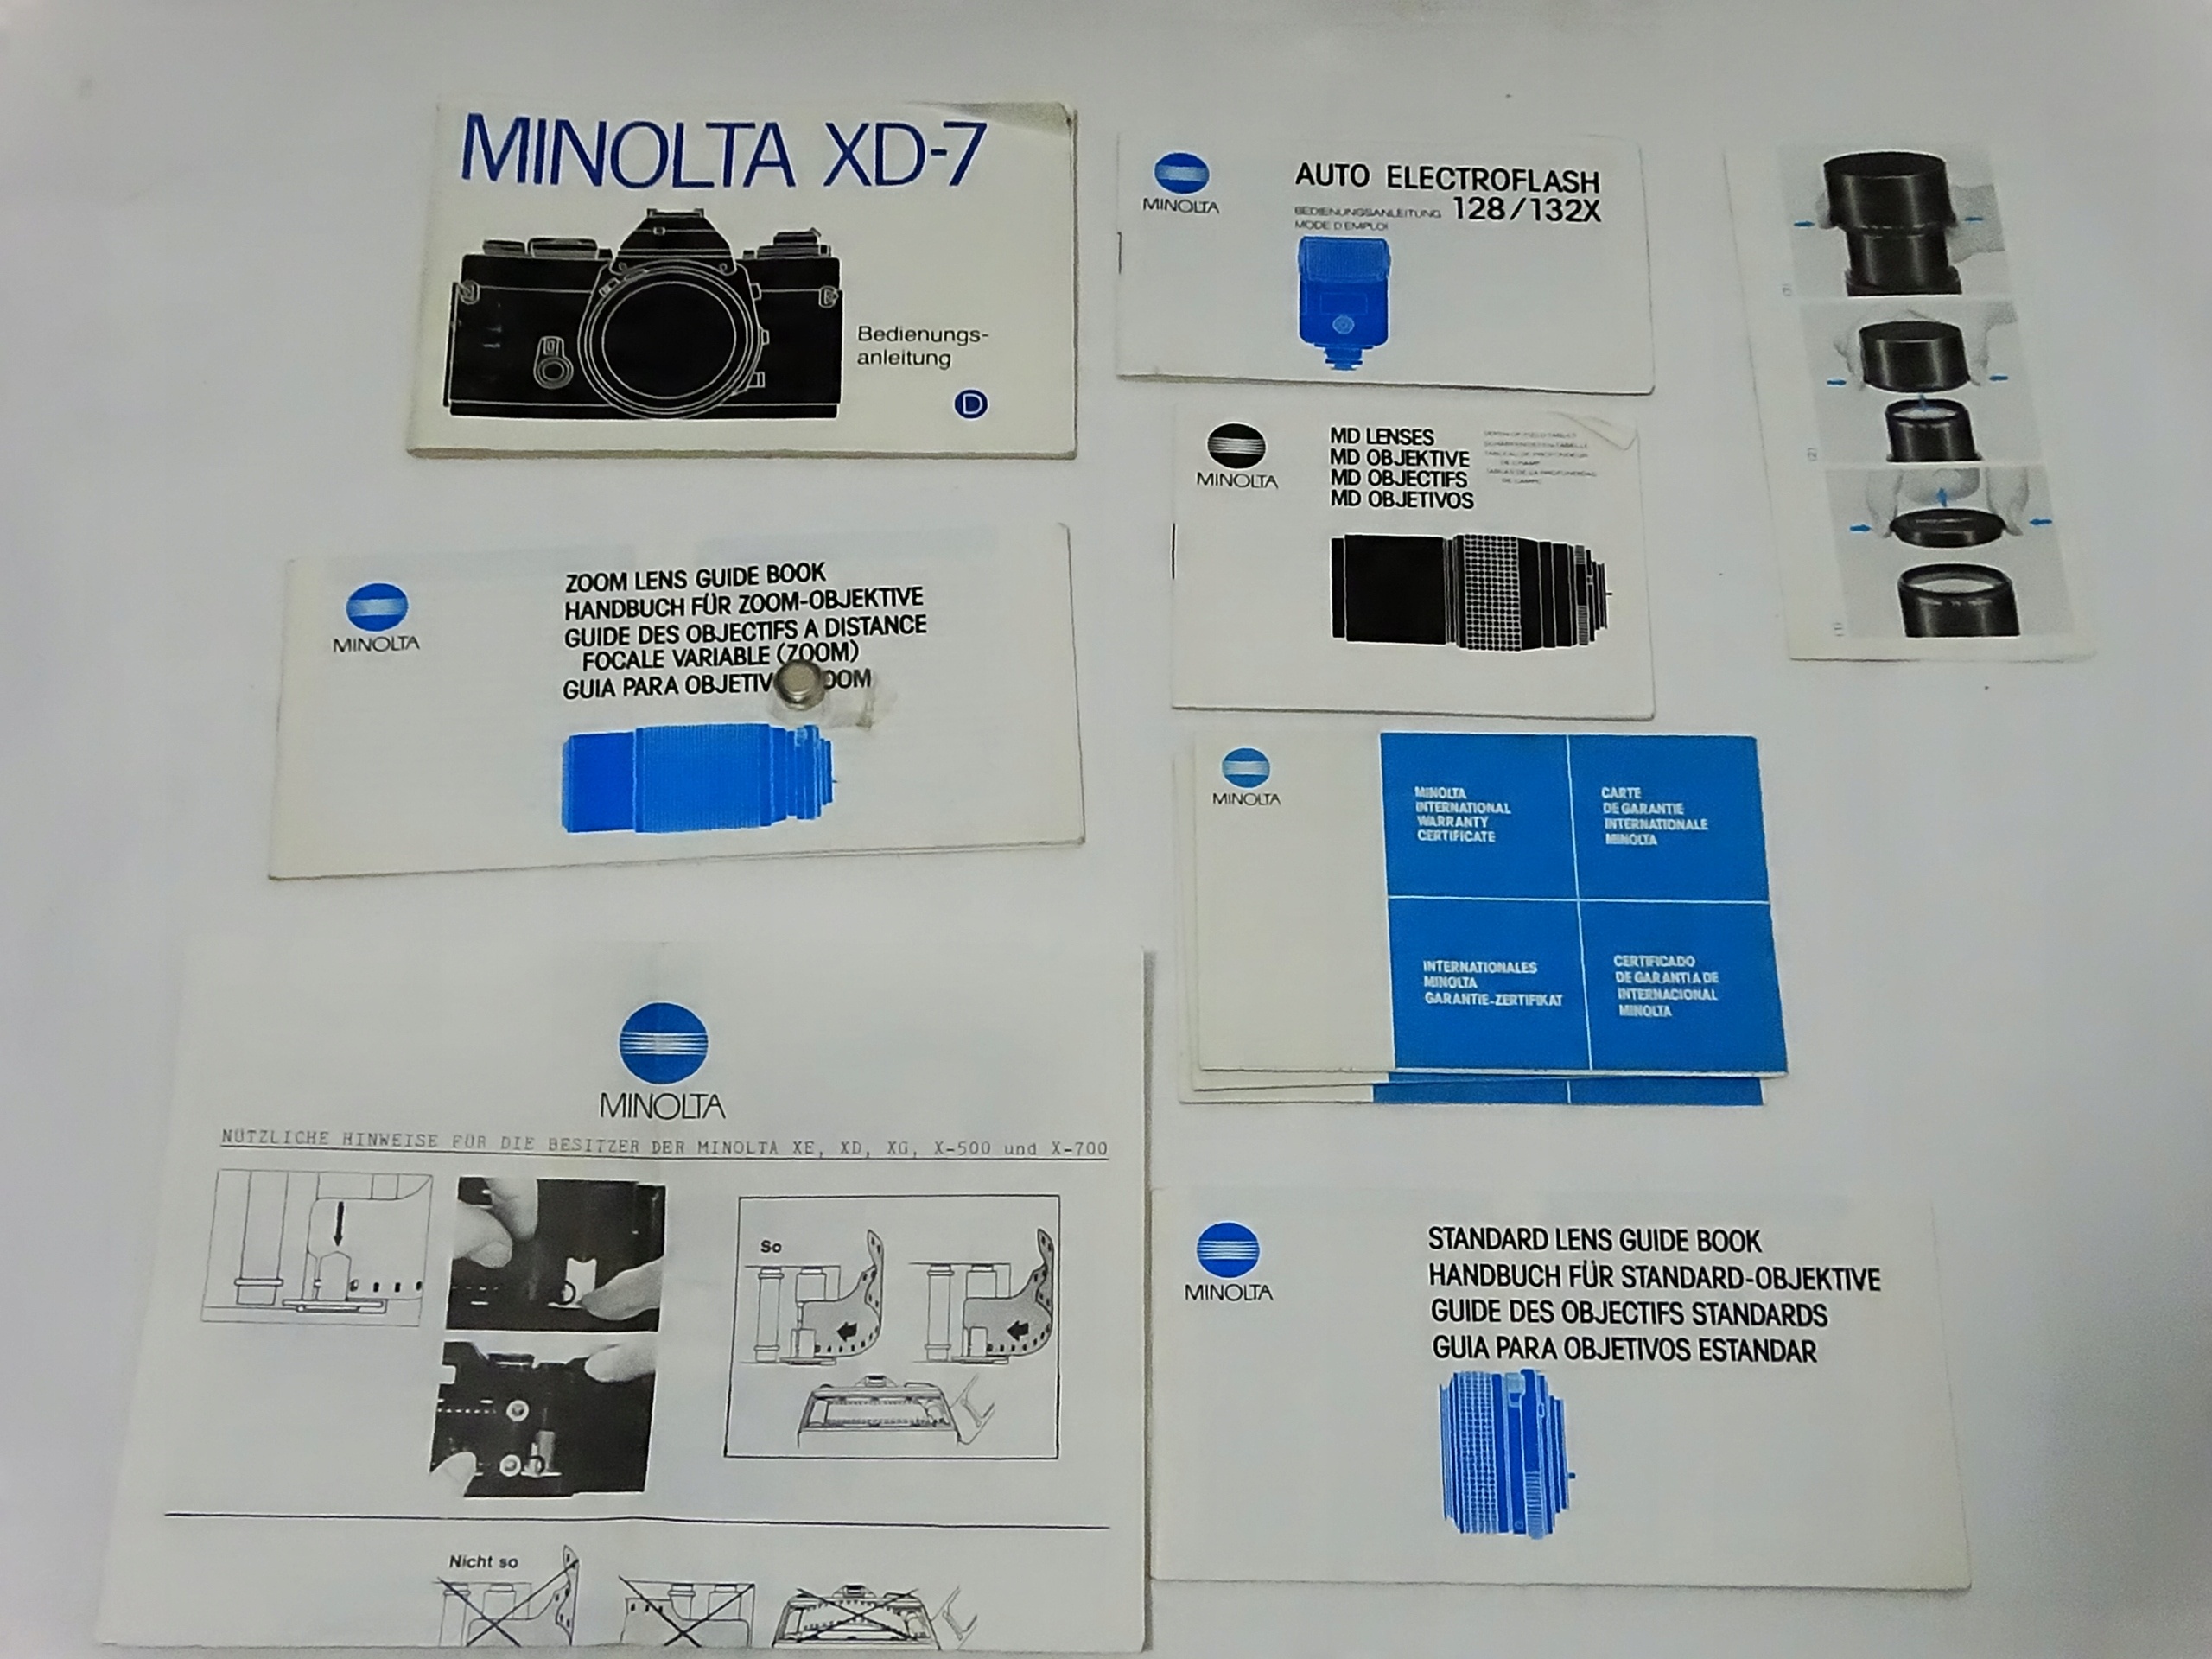 MINOLTA XD-7
Bedienungs-
anleitung
D
MINOLTA
AUTO ELECTROFLASH
BEDIENUNGSANLEITUNG 128/132X
MODE D'EMPLOI
MINOLTA
MD LENSES
MD OBJEKTIVE
MD OBJECTIFS
MD OBJETIVOS
(3)
(2)
(1)
MINOLTA
ZOOM LENS GUIDE BOOK
HANDBUCH FÜR ZOOM-OBJEKTIVE
GUIDE DES OBJECTIFS A DISTANCE
FOCALE VARIABLE (ZOOM)
GUIA PARA
MINOLTA
MINOLTA
INTERNATIONAL
WARRANTY
CERTIFICATE
CARTE
DE GARANTIE
INTERNATIONALE
MINOLTA
INTERNATIONALES
MINOLTA
GARANTIE-ZERTIFIKAT
CERTIFICADO
DE GARANTIA DE
INTERNACIONAL
MINOLTA
MINOLTA
NÜTZLICHE HINWEISE FÜR DIE BESITZER DER MINOLTA XE, XD, XG, X-500 und X-700
So
Nicht so
MINOLTA
STANDARD LENS GUIDE BOOK
HANDBUCH FÜR STANDARD-OBJEKTIVE
GUIDE DES OBJECTIFS STANDARDS
GUIA PARA OBJETIVOS ESTANDAR